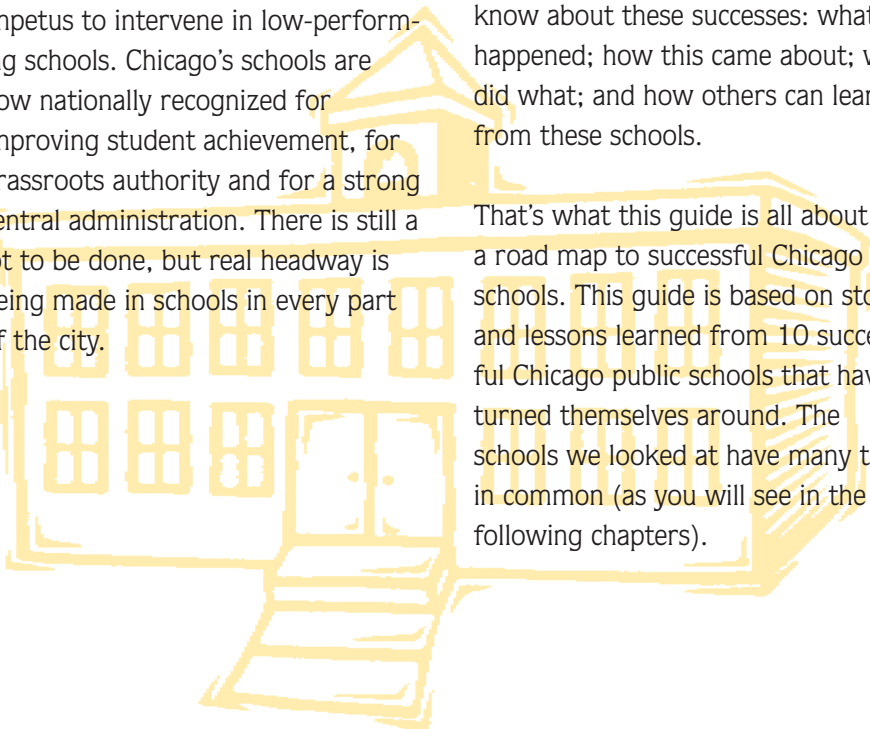 npetus to intervene in low-perform-
g schools. Chicago's schools are
ow nationally recognized for
mproving student achievement, for
rassroots authority and for a strong
entral administration. There is still a
ot to be done, but real headway is
eing made in schools in every part
f the city.
know about these successes: what
happened; how this came about; w
did what; and how others can lear
from these schools.
That's what this guide is all about
a road map to successful Chicago
schools. This guide is based on sto
and lessons learned from 10 succe
ful Chicago public schools that hav
turned themselves around. The
schools we looked at have many t
in common (as you will see in the
following chapters).